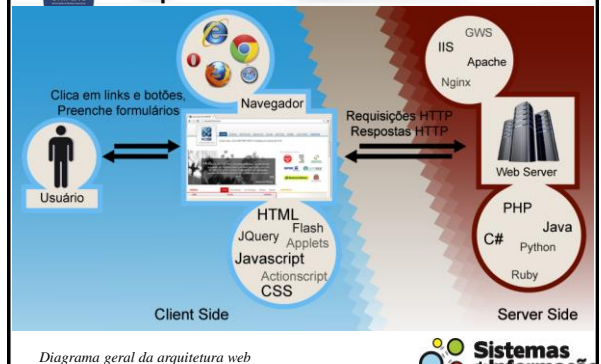 GWS
IIS
Apache
Nginx
Clica em links e botões,
Preenche formulários
Navegador
Requisições HTTP
Respostas HTTP
Usuário
Web Server
HTML
Flash
JQuery
Applets
Javascript
Actionscript
CSS
PHP
Java
C#
Python
Ruby
Client Side
Server Side
Diagrama geral da arquitetura web
Sistemas